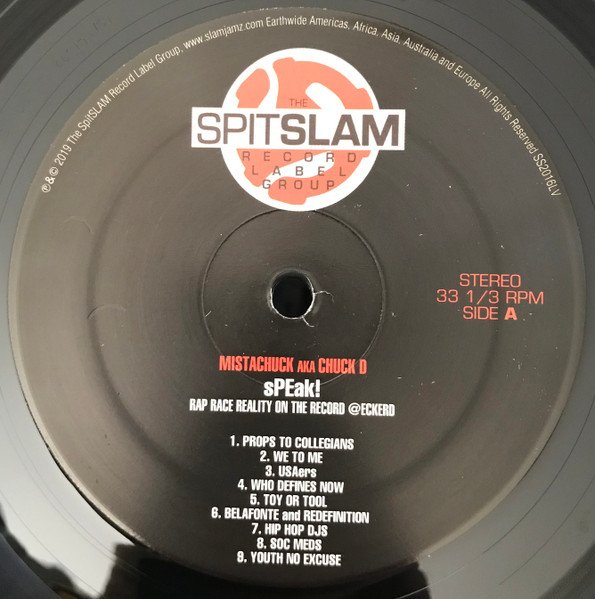 ℗ & © 2019 The SpitSLAM Record Label Group, www.slamjamz.com Earthwide Americas, Africa, Asia, Australia and Europe All Rights Reserved SS2016LV
THE
SPITSLAM
RECORD
LABEL
GROUP
STEREO
33 1/3 RPM
SIDE A
MISTACHUCK AKA CHUCK D
sPEak!
RAP RACE REALITY ON THE RECORD @ECKERD
1. PROPS TO COLLEGIANS
2. WE TO ME
3. USAers
4. WHO DEFINES NOW
5. TOY OR TOOL
6. BELAFONTE and REDEFINITION
7. HIP HOP DJS
8. SOC MEDS
9. YOUTH NO EXCUSE